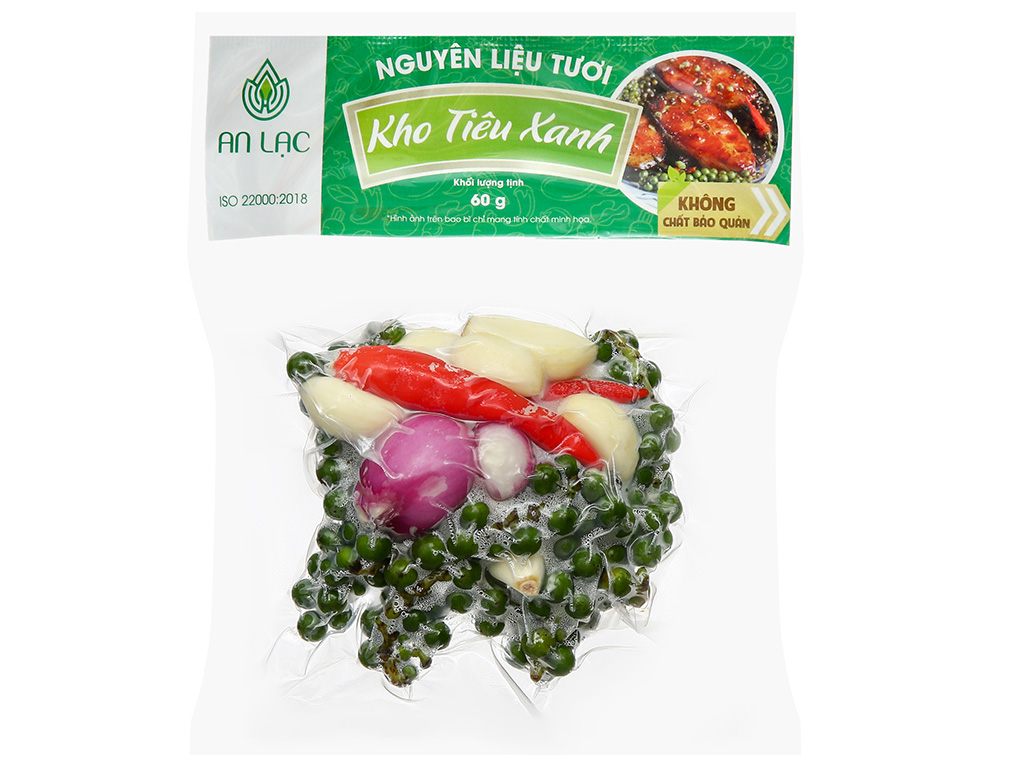 AN LẠC
ISO 22000:2018
NGUYÊN LIỆU TƯƠI
Kho Tiêu Xanh
Khối lượng tịnh
60 g
*Hình ảnh trên bao bì chỉ mang tính chất minh họa.
KHÔNG
CHẤT BẢO QUẢN